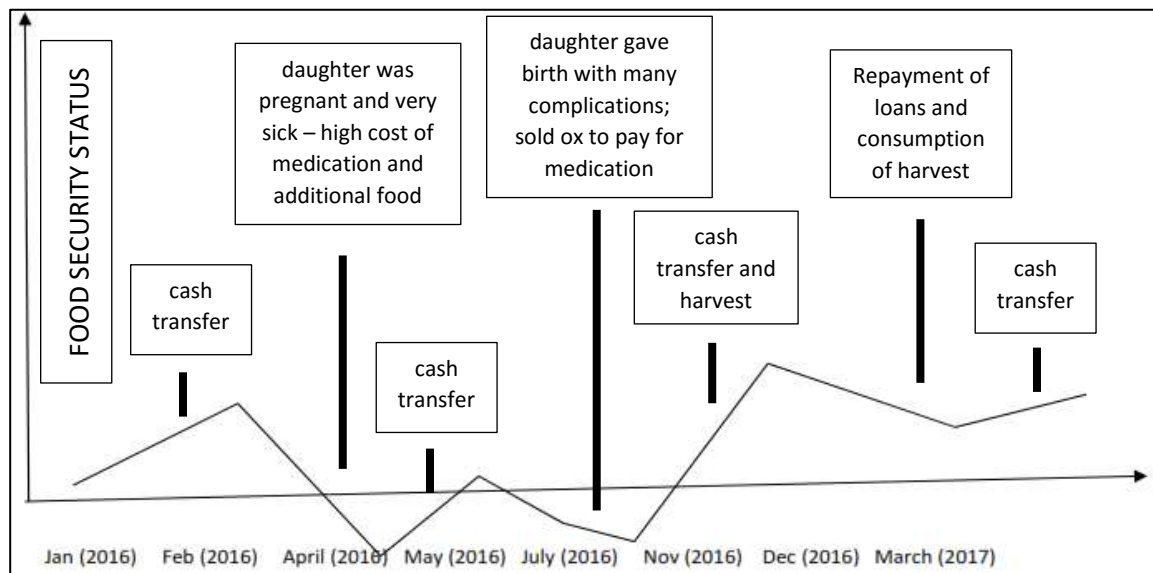 FOOD SECURITY STATUS
cash
transfer
daughter was
pregnant and very
sick – high cost of
medication and
additional food
cash
transfer
daughter gave
birth with many
complications;
sold ox to pay for
medication
cash
transfer and
harvest
Repayment of
loans and
consumption
of harvest
cash
transfer
Jan (2016) Feb (2016) April (2016) May (2016) July (2016) Nov (2016) Dec (2016) March (2017)